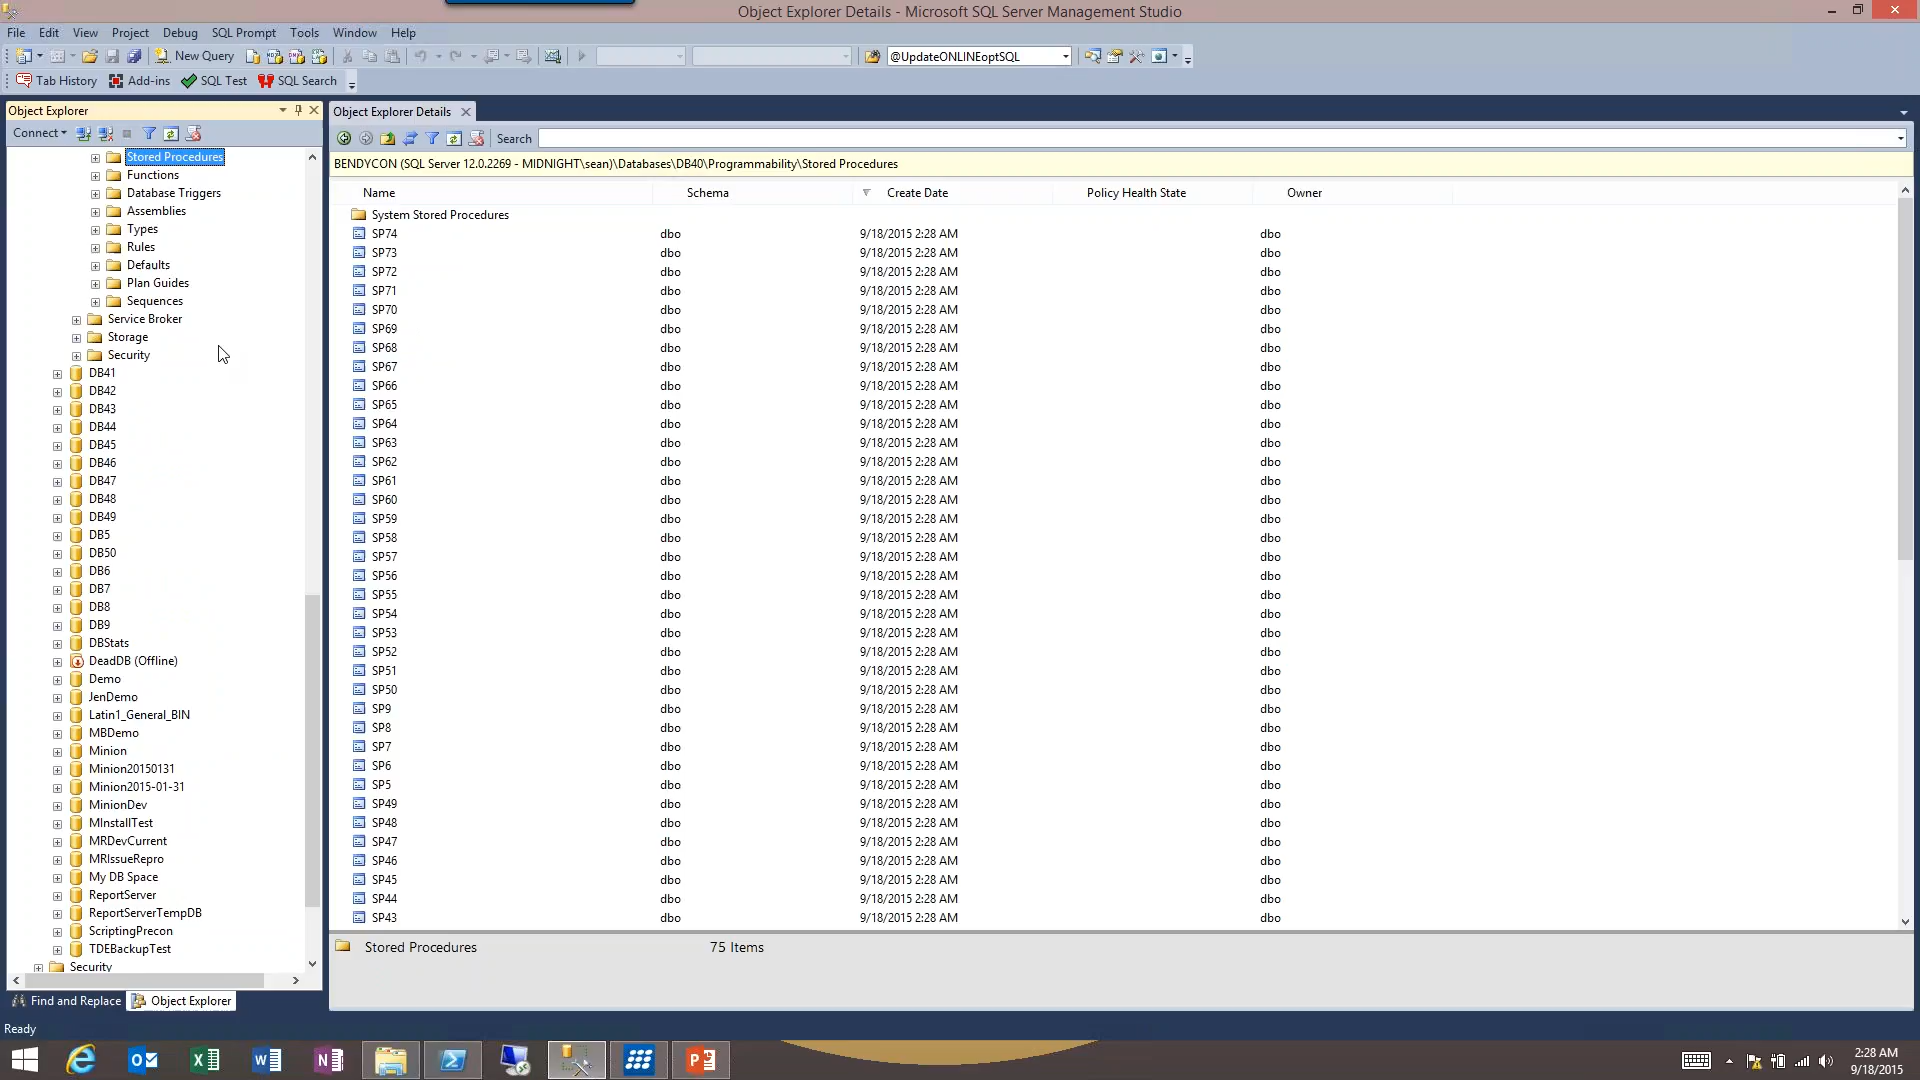 Object Explorer Details - Microsoft SQL Server Management Studio
File Edit View Project Debug SQL Prompt Tools Window Help
New Query @UpdateONLINEoptSQL
Tab History Add-ins SQL Test SQL Search
Object Explorer
Connect
Stored Procedures
Functions
Database Triggers
Assemblies
Types
Rules
Defaults
Plan Guides
Sequences
Service Broker
Storage
Security
DB41
DB42
DB43
DB44
DB45
DB46
DB47
DB48
DB49
DB5
DB50
DB6
DB7
DB8
DB9
DBStats
DeadDB (Offline)
Demo
JenDemo
Latin1_General_BIN
MBDemo
Minion
Minion20150131
Minion2015-01-31
MinionDev
MInstallTest
MRDevCurrent
MRIssueRepro
My DB Space
ReportServer
ReportServerTempDB
ScriptingPrecon
TDEBackupTest
Security
Find and Replace Object Explorer
Object Explorer Details
Search
BENDYCON (SQL Server 12.0.2269 - MIDNIGHT\sean)\Databases\DB40\Programmability\Stored Procedures
Name Schema Create Date Policy Health State Owner
System Stored Procedures
SP74 dbo 9/18/2015 2:28 AM dbo
SP73 dbo 9/18/2015 2:28 AM dbo
SP72 dbo 9/18/2015 2:28 AM dbo
SP71 dbo 9/18/2015 2:28 AM dbo
SP70 dbo 9/18/2015 2:28 AM dbo
SP69 dbo 9/18/2015 2:28 AM dbo
SP68 dbo 9/18/2015 2:28 AM dbo
SP67 dbo 9/18/2015 2:28 AM dbo
SP66 dbo 9/18/2015 2:28 AM dbo
SP65 dbo 9/18/2015 2:28 AM dbo
SP64 dbo 9/18/2015 2:28 AM dbo
SP63 dbo 9/18/2015 2:28 AM dbo
SP62 dbo 9/18/2015 2:28 AM dbo
SP61 dbo 9/18/2015 2:28 AM dbo
SP60 dbo 9/18/2015 2:28 AM dbo
SP59 dbo 9/18/2015 2:28 AM dbo
SP58 dbo 9/18/2015 2:28 AM dbo
SP57 dbo 9/18/2015 2:28 AM dbo
SP56 dbo 9/18/2015 2:28 AM dbo
SP55 dbo 9/18/2015 2:28 AM dbo
SP54 dbo 9/18/2015 2:28 AM dbo
SP53 dbo 9/18/2015 2:28 AM dbo
SP52 dbo 9/18/2015 2:28 AM dbo
SP51 dbo 9/18/2015 2:28 AM dbo
SP50 dbo 9/18/2015 2:28 AM dbo
SP9 dbo 9/18/2015 2:28 AM dbo
SP8 dbo 9/18/2015 2:28 AM dbo
SP7 dbo 9/18/2015 2:28 AM dbo
SP6 dbo 9/18/2015 2:28 AM dbo
SP5 dbo 9/18/2015 2:28 AM dbo
SP49 dbo 9/18/2015 2:28 AM dbo
SP48 dbo 9/18/2015 2:28 AM dbo
SP47 dbo 9/18/2015 2:28 AM dbo
SP46 dbo 9/18/2015 2:28 AM dbo
SP45 dbo 9/18/2015 2:28 AM dbo
SP44 dbo 9/18/2015 2:28 AM dbo
SP43 dbo 9/18/2015 2:28 AM dbo
Stored Procedures 75 Items
Ready
2:28 AM
9/18/2015